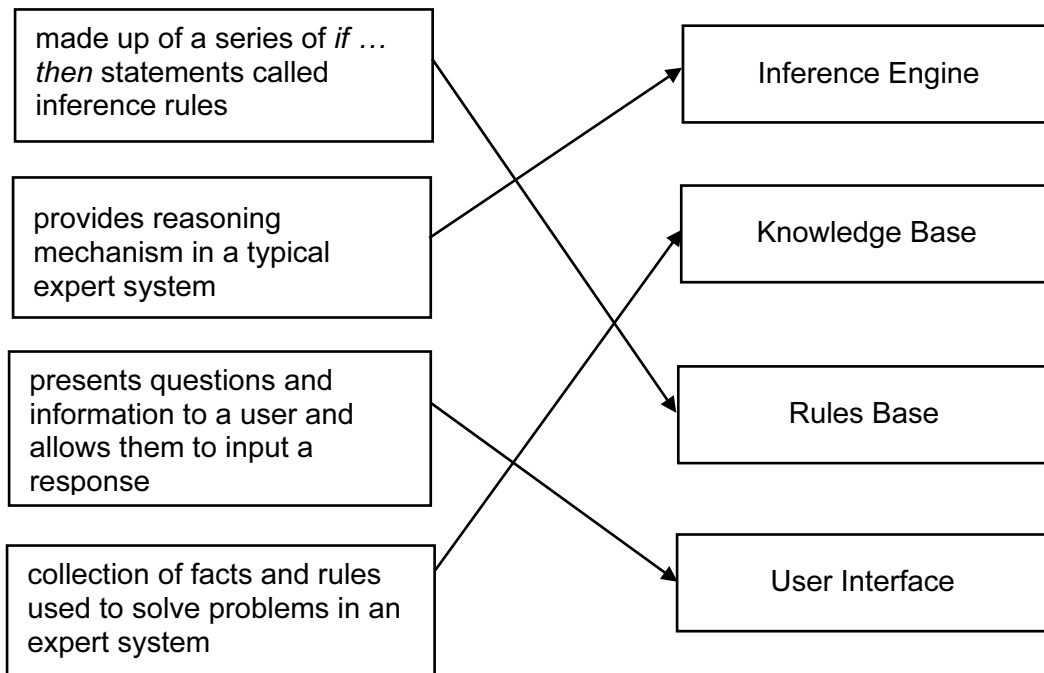 made up of a series of if …
then statements called
inference rules
Inference Engine
provides reasoning
mechanism in a typical
expert system
Knowledge Base
presents questions and
information to a user and
allows them to input a
response
Rules Base
collection of facts and rules
used to solve problems in an
expert system
User Interface